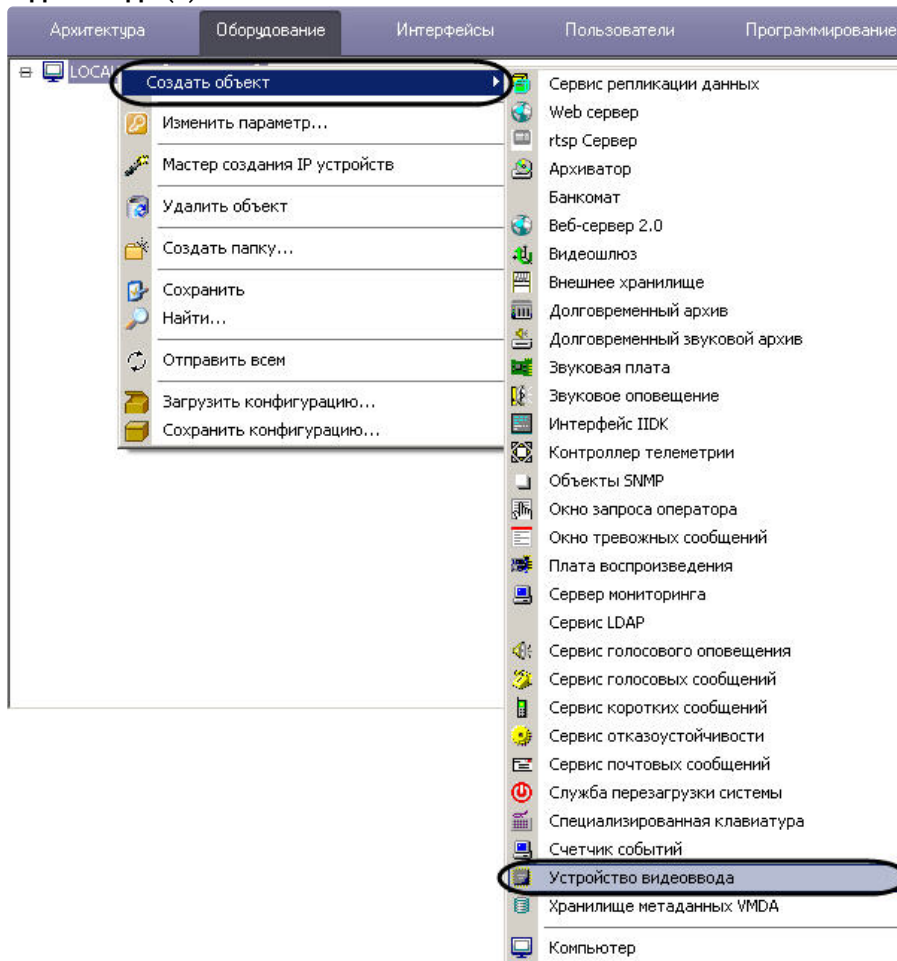 Архитектура Оборудование Интерфейсы Пользователи Программирование
LOCAL
Создать объект
Изменить параметр...
Мастер создания IP устройств
Удалить объект
Создать папку...
Сохранить
Найти...
Отправить всем
Загрузить конфигурацию...
Сохранить конфигурацию...
Сервис репликации данных
Web сервер
rtsp Сервер
Архиватор
Банкомат
Веб-сервер 2.0
Видеошлюз
Внешнее хранилище
Долговременный архив
Долговременный звуковой архив
Звуковая плата
Звуковое оповещение
Интерфейс IIDK
Контроллер телеметрии
Объекты SNMP
Окно запроса оператора
Окно тревожных сообщений
Плата воспроизведения
Сервер мониторинга
Сервис LDAP
Сервис голосового оповещения
Сервис голосовых сообщений
Сервис коротких сообщений
Сервис отказоустойчивости
Сервис почтовых сообщений
Служба перезагрузки системы
Специализированная клавиатура
Счетчик событий
Устройство видеоввода
Хранилище метаданных VMDA
Компьютер